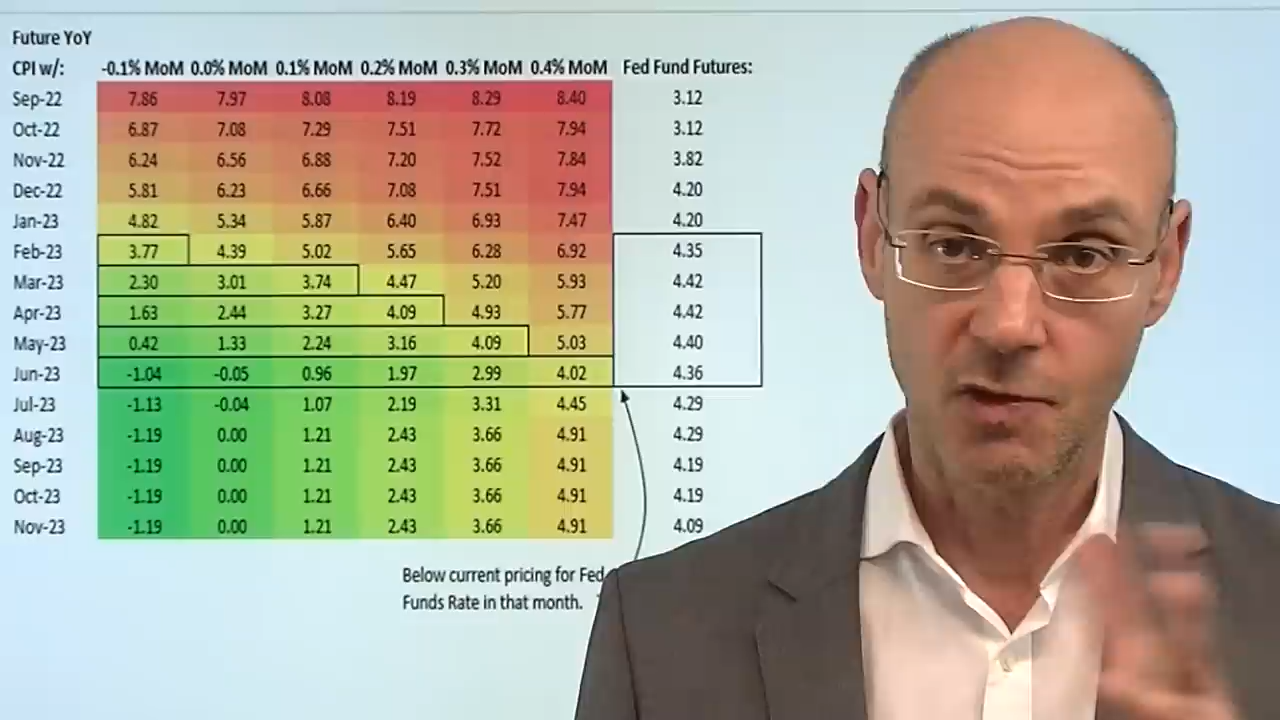 Future YoY
CPI w/: -0.1% MoM 0.0% MoM 0.1% MoM 0.2% MoM 0.3% MoM 0.4% MoM Fed Fund Futures:
Sep-22 7.86 7.97 8.08 8.19 8.29 8.40 3.12
Oct-22 6.87 7.08 7.29 7.51 7.72 7.94 3.12
Nov-22 6.24 6.56 6.88 7.20 7.52 7.84 3.82
Dec-22 5.81 6.23 6.66 7.08 7.51 7.94 4.20
Jan-23 4.82 5.34 5.87 6.40 6.93 7.47 4.20
Feb-23 3.77 4.39 5.02 5.65 6.28 6.92 4.35
Mar-23 2.30 3.01 3.74 4.47 5.20 5.93 4.42
Apr-23 1.63 2.44 3.27 4.09 4.93 5.77 4.42
May-23 0.42 1.33 2.24 3.16 4.09 5.03 4.40
Jun-23 -1.04 -0.05 0.96 1.97 2.99 4.02 4.36
Jul-23 -1.13 -0.04 1.07 2.19 3.31 4.45 4.29
Aug-23 -1.19 0.00 1.21 2.43 3.66 4.91 4.29
Sep-23 -1.19 0.00 1.21 2.43 3.66 4.91 4.19
Oct-23 -1.19 0.00 1.21 2.43 3.66 4.91 4.19
Nov-23 -1.19 0.00 1.21 2.43 3.66 4.91 4.09
Below current pricing for Fed
Funds Rate in that month.